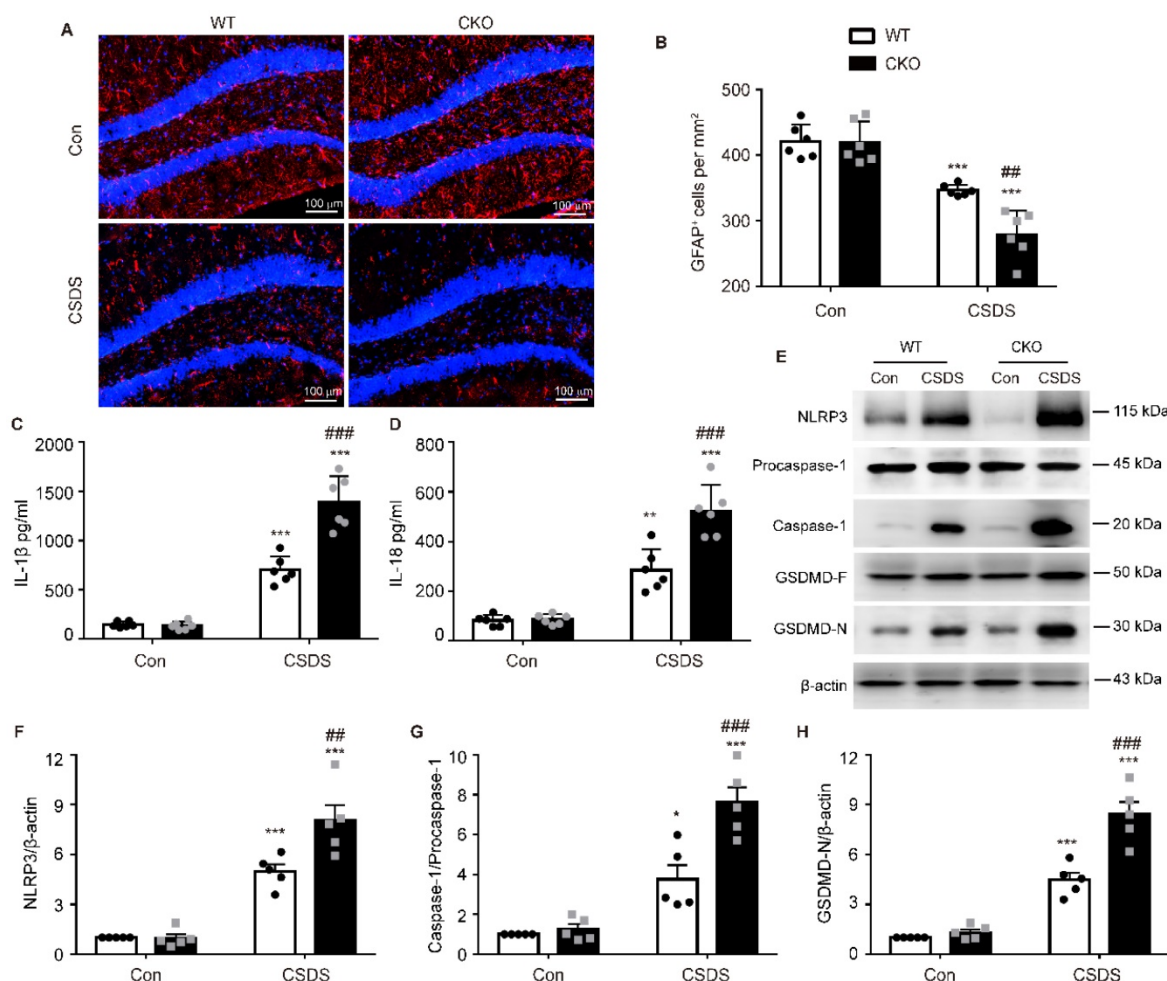 A
WT
CKO
Con
100 μm
100 μm
CSDS
100 μm
100 μm
B
WT
CKO
GFAP⁺ cells per mm²
500
400
300
200
***
##
***
Con
CSDS
C
IL-1β pg/ml
2000
1500
1000
500
0
***
###
***
Con
CSDS
D
IL-18 pg/ml
800
600
400
200
0
**
###
***
Con
CSDS
E
WT
CKO
Con
CSDS
Con
CSDS
NLRP3
115 kDa
Procaspase-1
45 kDa
Caspase-1
20 kDa
GSDMD-F
50 kDa
GSDMD-N
30 kDa
β-actin
43 kDa
F
NLRP3/β-actin
12
9
6
3
0
***
##
***
Con
CSDS
G
Caspase-1/Procaspase-1
10
8
6
4
2
0
*
###
***
Con
CSDS
H
GSDMD-N/β-actin
12
9
6
3
0
***
###
***
Con
CSDS